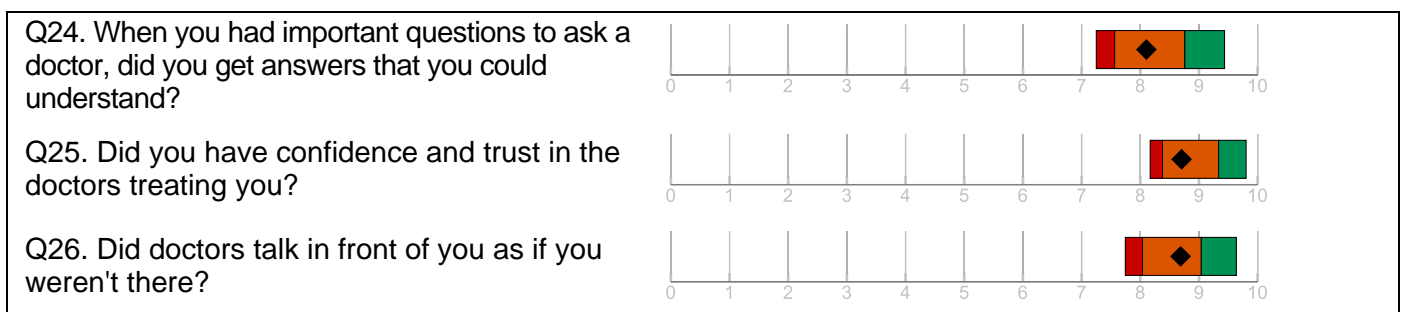 Q24. When you had important questions to ask a
doctor, did you get answers that you could
understand?
0 1 2 3 4 5 6 7 8 9 10
Q25. Did you have confidence and trust in the
doctors treating you?
0 1 2 3 4 5 6 7 8 9 10
Q26. Did doctors talk in front of you as if you
weren't there?
0 1 2 3 4 5 6 7 8 9 10